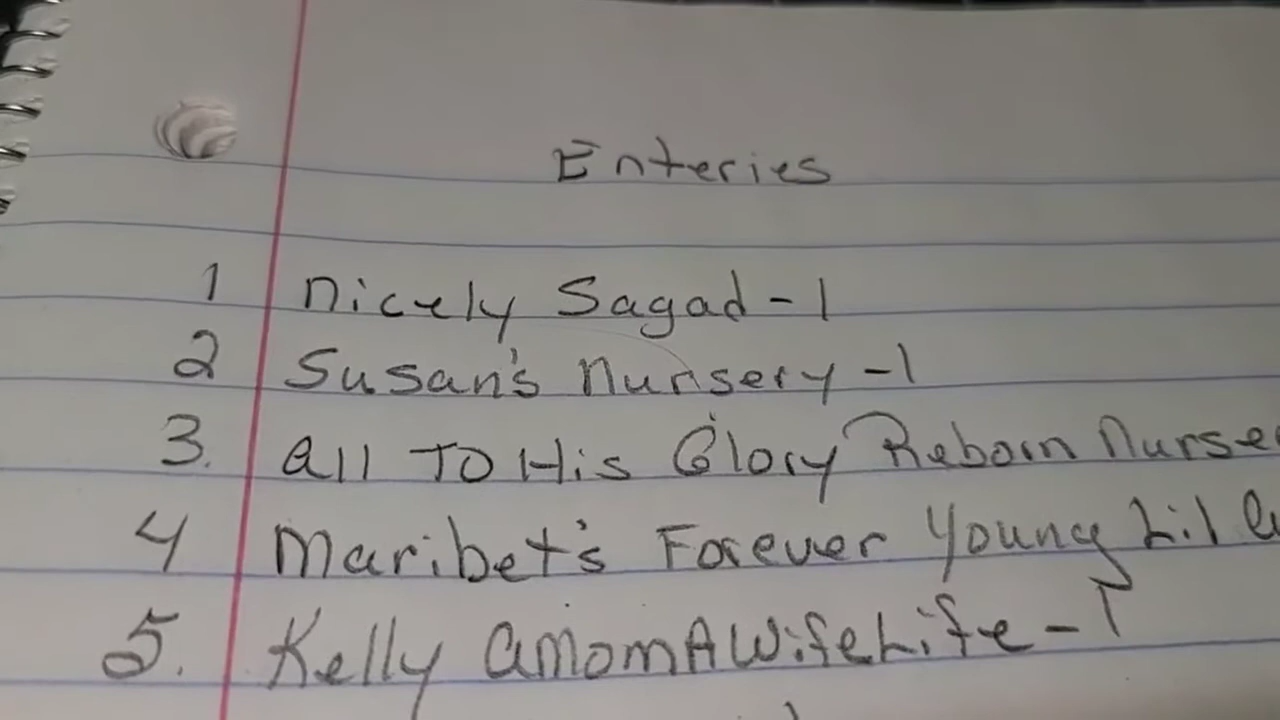 Enteries
1 Nicely Sagad - 1
2 Susan's Nursery - 1
3. All To His Glory Reborn Nurse
4 Maribet's Forever Young Lil
5. Kelly AMomAWifeLife - 1